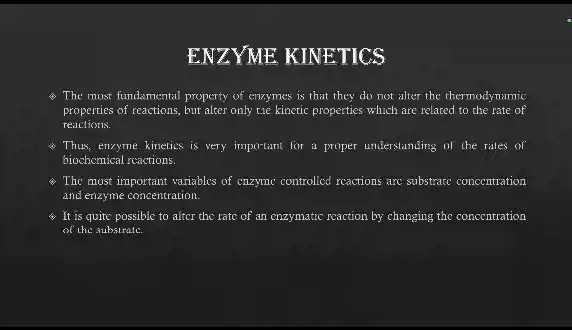 ENZYME KINETICS
The most fundamental property of enzymes is that they do not alter the thermodynamic
properties of reactions, but alter only the kinetic properties which are related to the rate of
reactions.
Thus, enzyme kinetics is very important for a proper understanding of the rates of
biochemical reactions.
The most important variables of enzyme controlled reactions are substrate concentration
and enzyme concentration.
It is quite possible to alter the rate of an enzymatic reaction by changing the concentration
of the substrate.